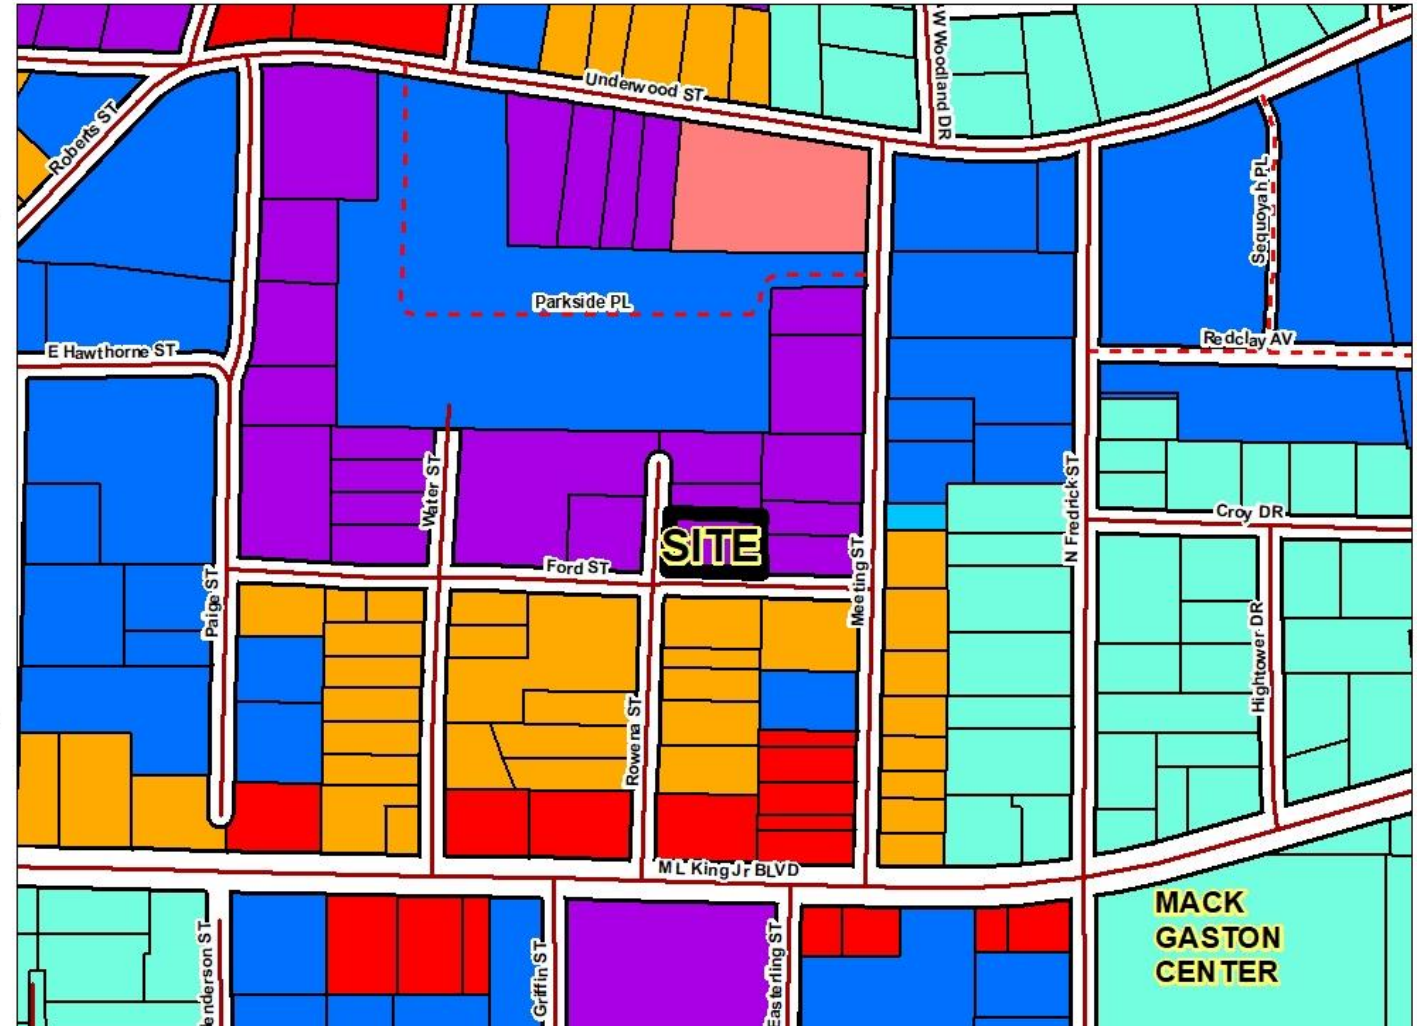 Underwood ST
W Woodland DR
Roberts ST
Sequoyah PL
Parkside PL
E Hawthorne ST
Redclay AV
Water ST
N Fredrick ST
Croy DR
SITE
Ford ST
Meeting ST
Paige ST
Hightower DR
Rowena ST
M L King Jr BLVD
MACK
GASTON
CENTER
enderson ST
Griffin ST
Easterling ST